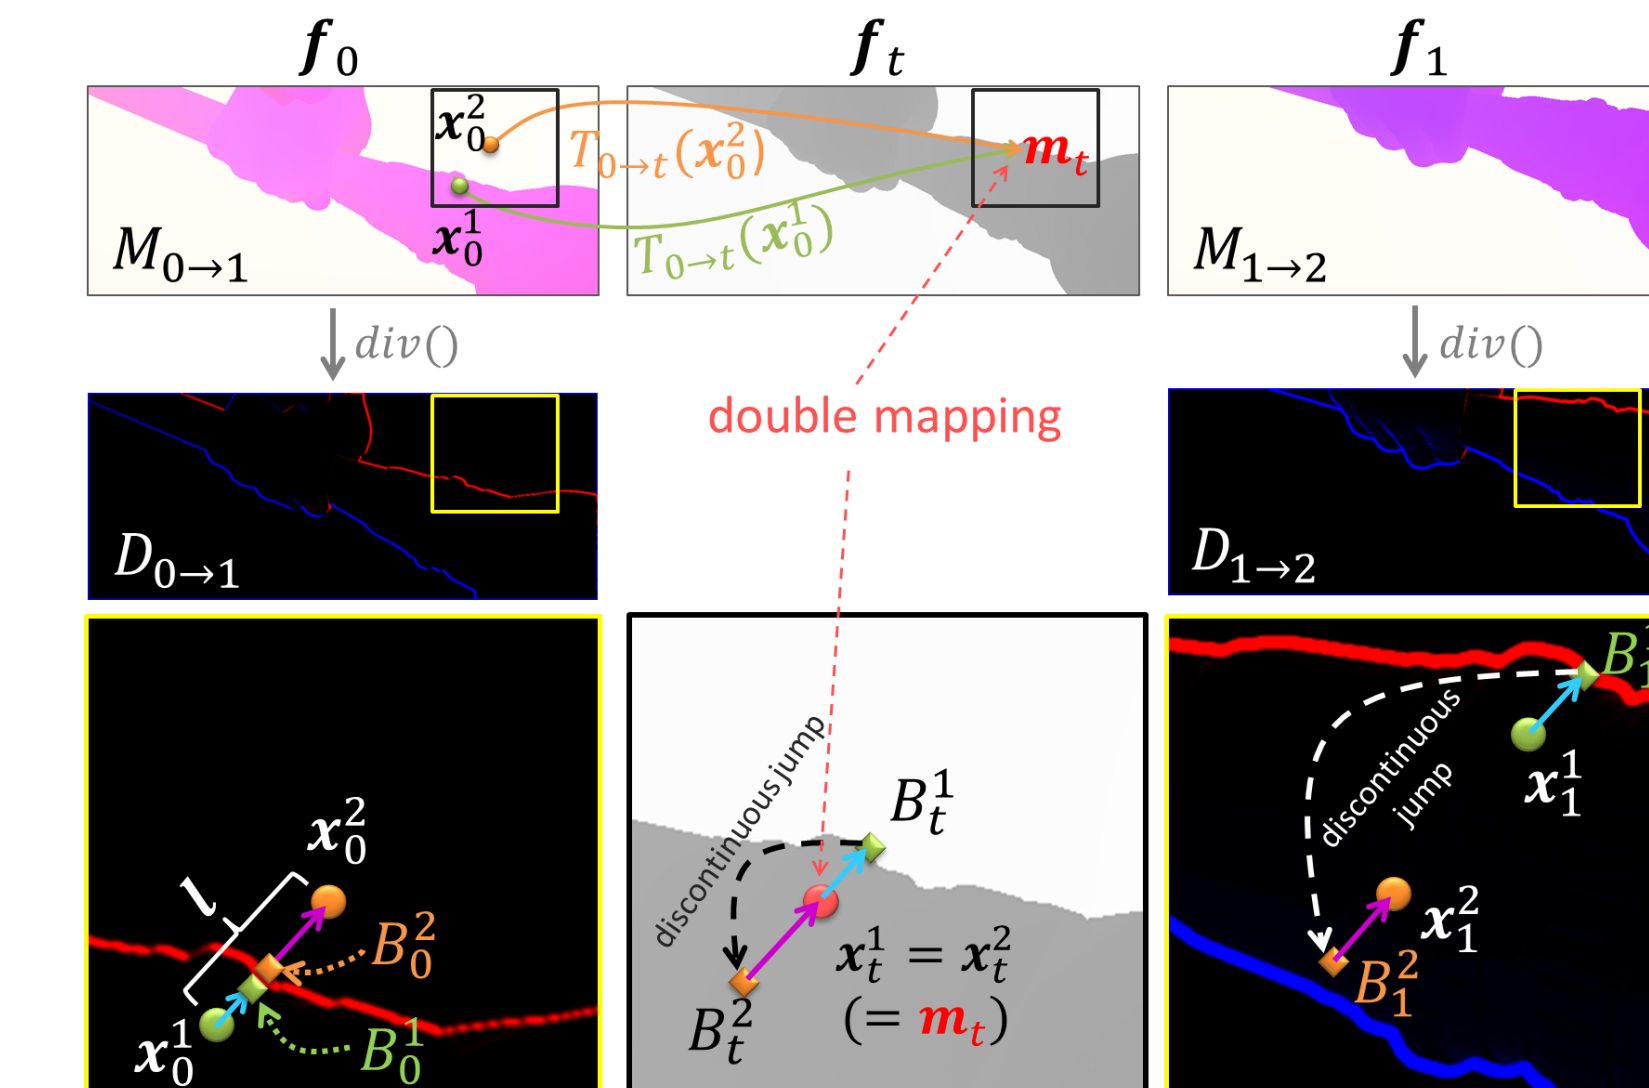 f₀ fₜ f₁
x₀² T₀→ₜ(x₀²) mₜ
x₀¹ T₀→ₜ(x₀¹)
M₀→₁ M₁→₂
div() div()
double mapping
D₀→₁ D₁→₂
x₀²
l
B₀²
x₀¹ B₀¹
discontinuous jump
Bₜ¹
xₜ¹ = xₜ²
(= mₜ)
Bₜ²
x₁¹
discontinuous
jump
x₁²
B₁²